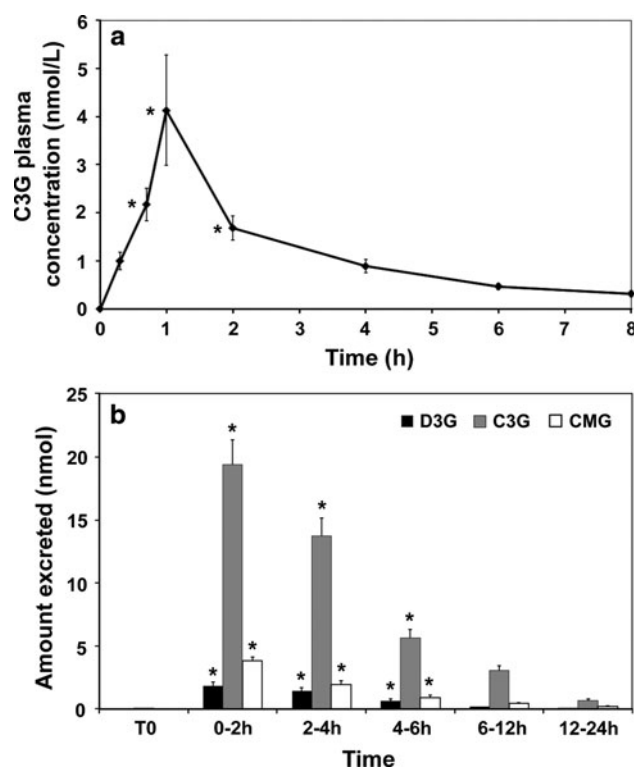 a
C3G plasma
concentration (nmol/L)
6
5
4
3
2
1
0
*
*
*
0 1 2 3 4 5 6 7 8
Time (h)
b
D3G C3G CMG
Amount excreted (nmol)
25
20
15
10
5
0
*
*
* *
* *
* *
T0 0-2h 2-4h 4-6h 6-12h 12-24h
Time